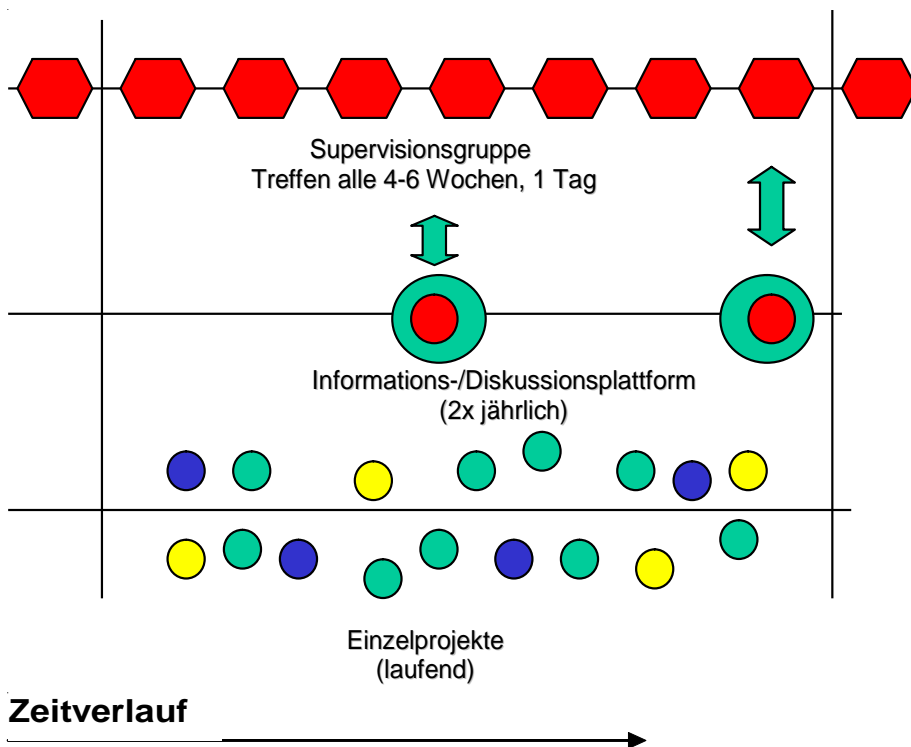 Supervisionsgruppe
Treffen alle 4-6 Wochen, 1 Tag
Informations-/Diskussionsplattform
(2x jährlich)
Einzelprojekte
(laufend)
Zeitverlauf